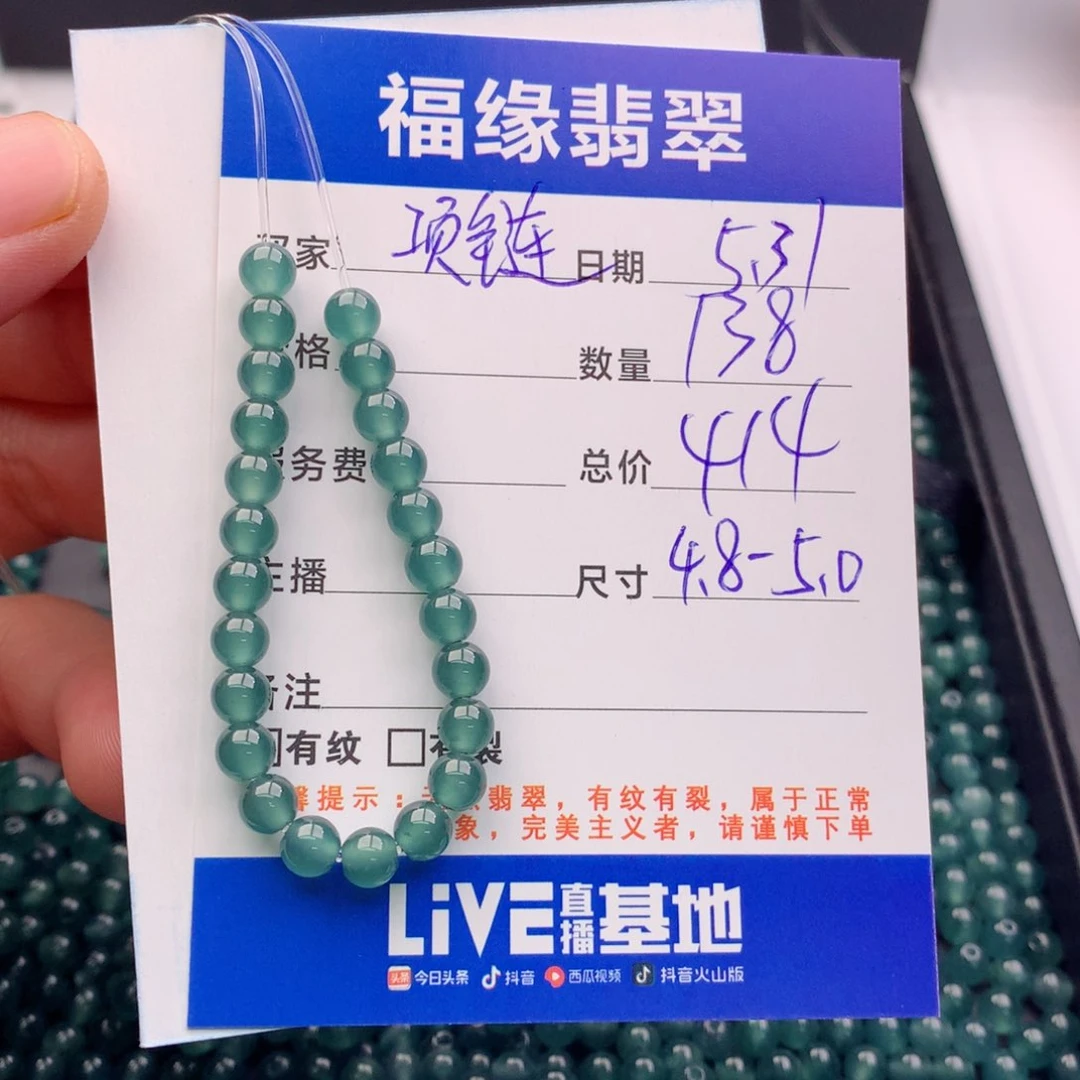 福缘翡翠
家 项链 日期 5.31
格 数量 138
务费 总价 414
主播 尺寸 4.8-5.0
注
有纹 裂
馨提示：翡翠，有纹有裂，属于正常
象，完美主义者，请谨慎下单
LiVE直播基地
头条 今日头条 抖音 西瓜视频 抖音火山版